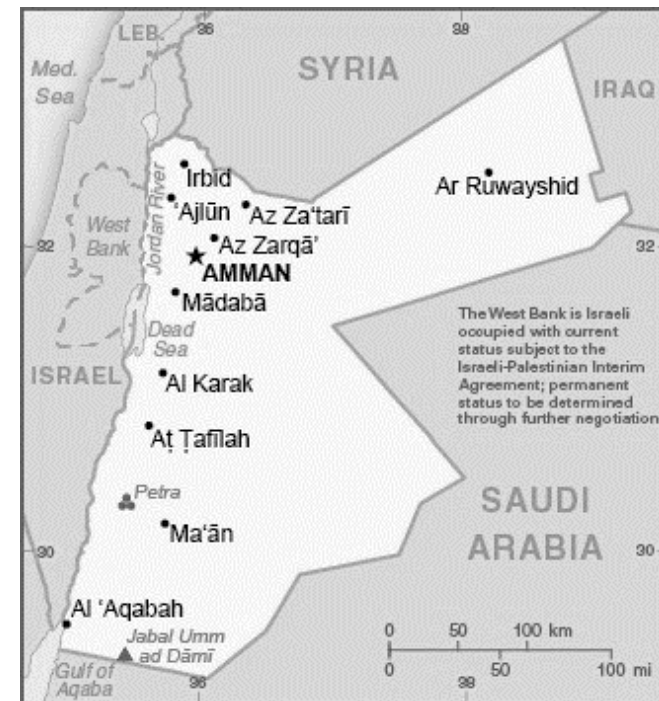 36
38
LEB.
Med.
Sea
SYRIA
IRAQ
Irbid
Ar Ruwayshid
'Ajlūn
Az Za'tarī
West
Bank
Jordan River
Az Zarqā'
32
32
AMMAN
Mādabā
Dead
Sea
The West Bank is Israeli
occupied with current
status subject to the
Israeli-Palestinian Interim
Agreement; permanent
status to be determined
through further negotiation
ISRAEL
Al Karak
Aţ Ţafīlah
Petra
SAUDI
ARABIA
Ma'ān
30
30
Al 'Aqabah
Jabal Umm
ad Dāmī
Gulf of
Aqaba
0 50 100 km
0 50 100 mi
36
38